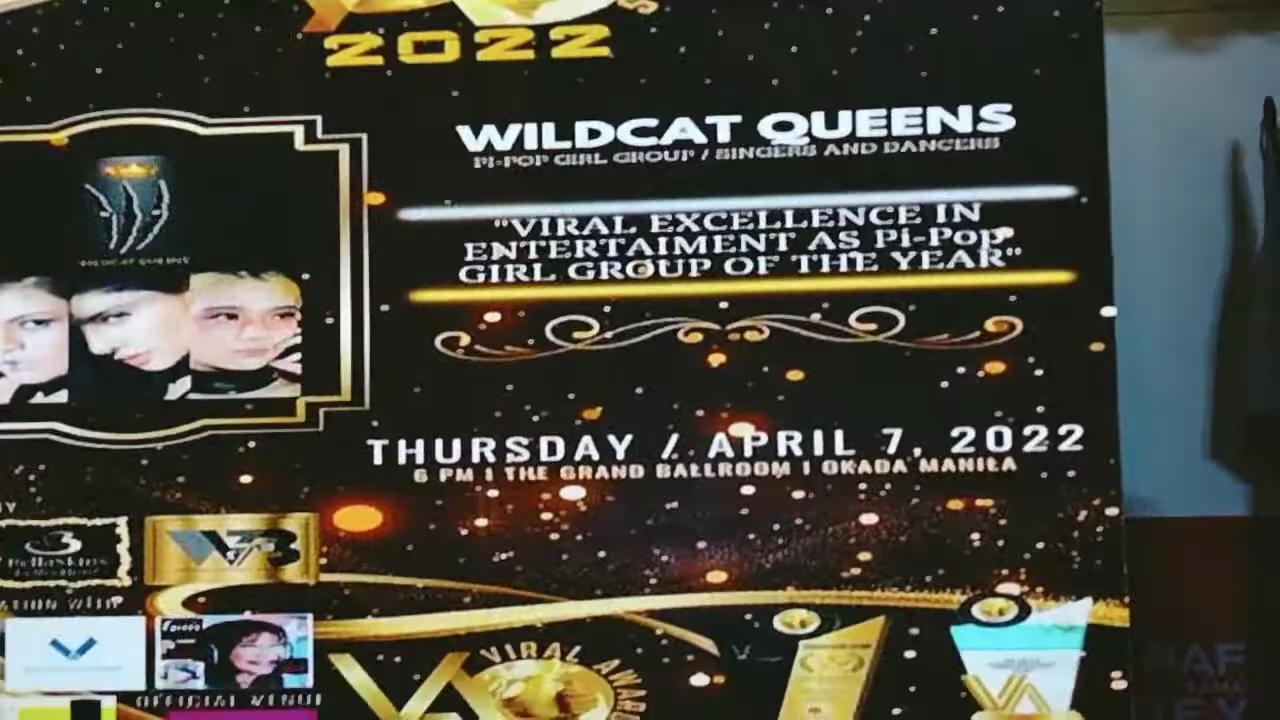 2022
WILDCAT QUEENS
PI-POP GIRL GROUP / SINGERS AND DANCERS
"VIRAL EXCELLENCE IN
ENTERTAIMENT AS Pi-Pop
GIRL GROUP OF THE YEAR"
THURSDAY / APRIL 7, 2022
6 PM | THE GRAND BALLROOM | OKADA MANILA
OFFICIAL VENUE
VIRAL AWARD